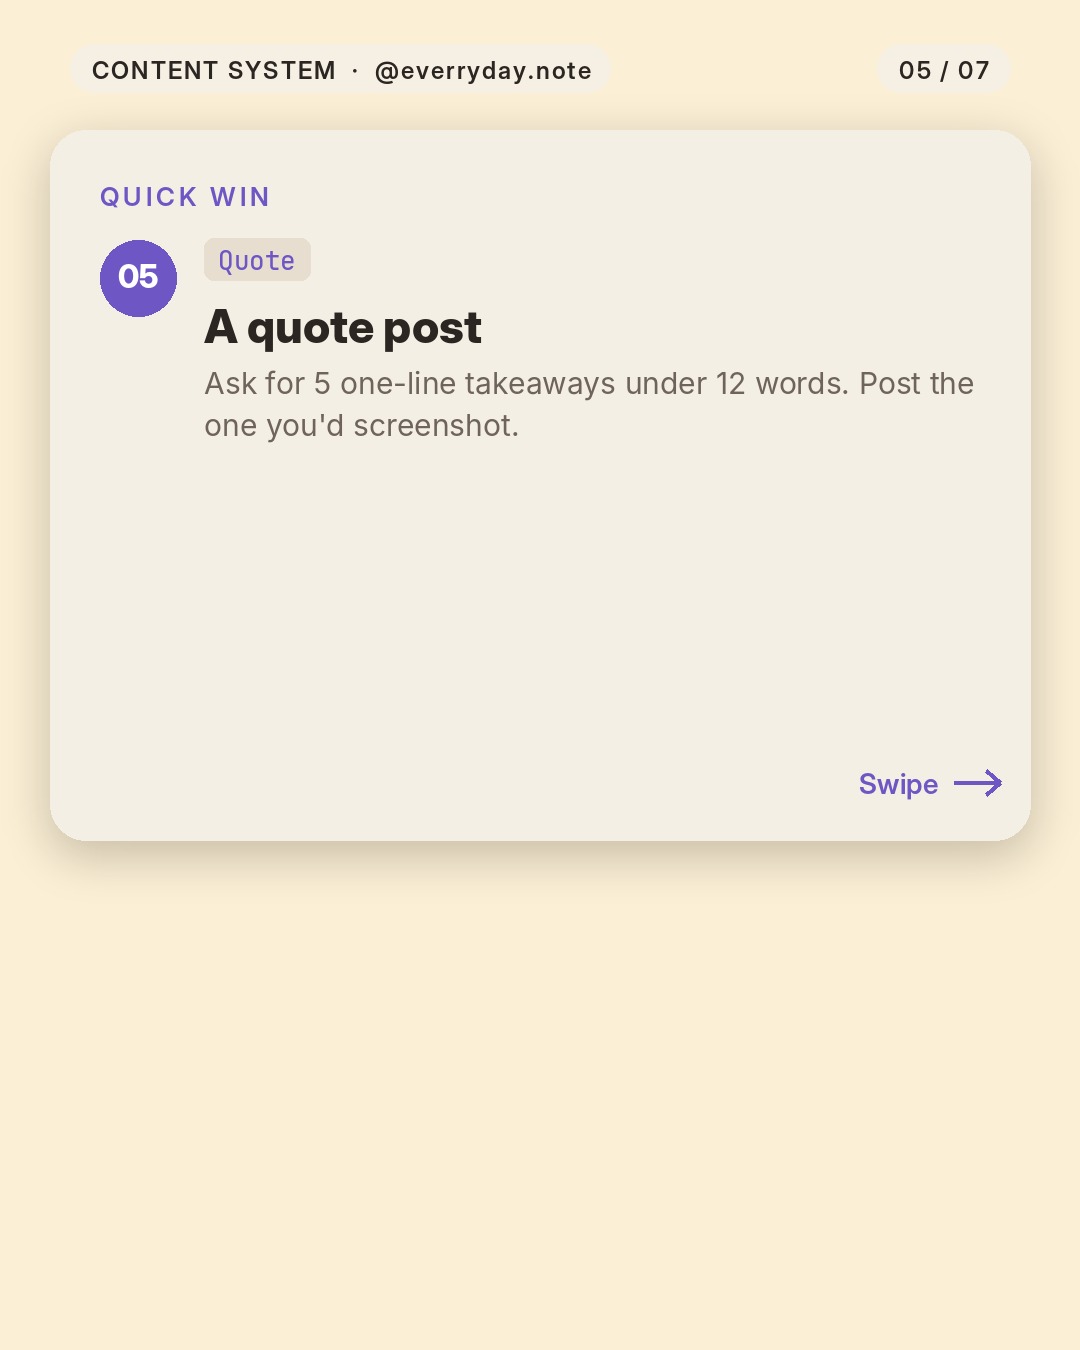 CONTENT SYSTEM · @everryday.note
05 / 07
QUICK WIN
05
Quote
A quote post
Ask for 5 one-line takeaways under 12 words. Post the
one you'd screenshot.
Swipe →